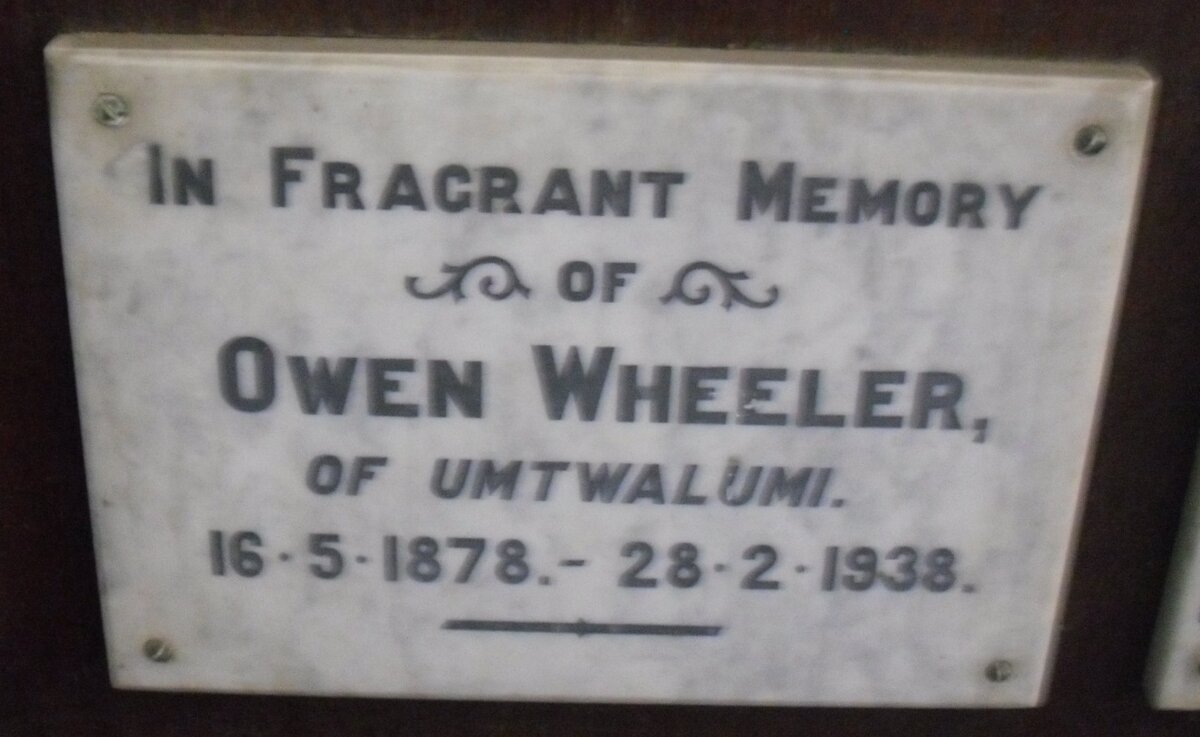 In Fragrant Memory
of
Owen Wheeler,
of Umtwalumi.
16·5·1878.- 28·2·1938.